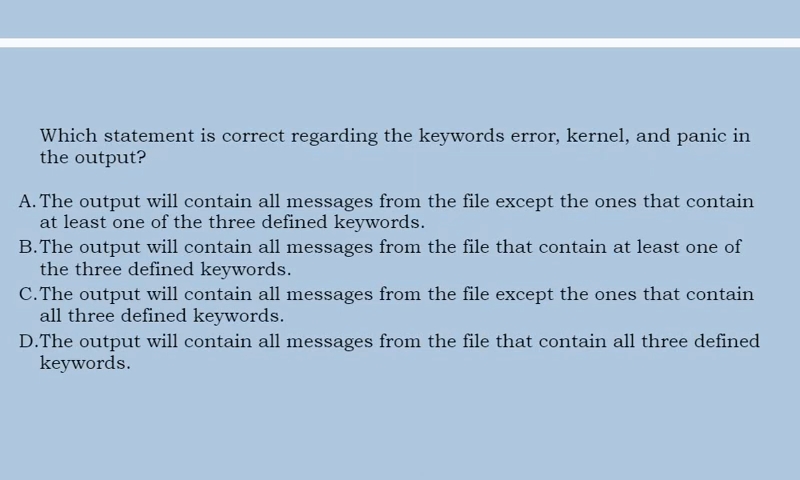 Which statement is correct regarding the keywords error, kernel, and panic in
the output?
A. The output will contain all messages from the file except the ones that contain
at least one of the three defined keywords.
B. The output will contain all messages from the file that contain at least one of
the three defined keywords.
C. The output will contain all messages from the file except the ones that contain
all three defined keywords.
D. The output will contain all messages from the file that contain all three defined
keywords.